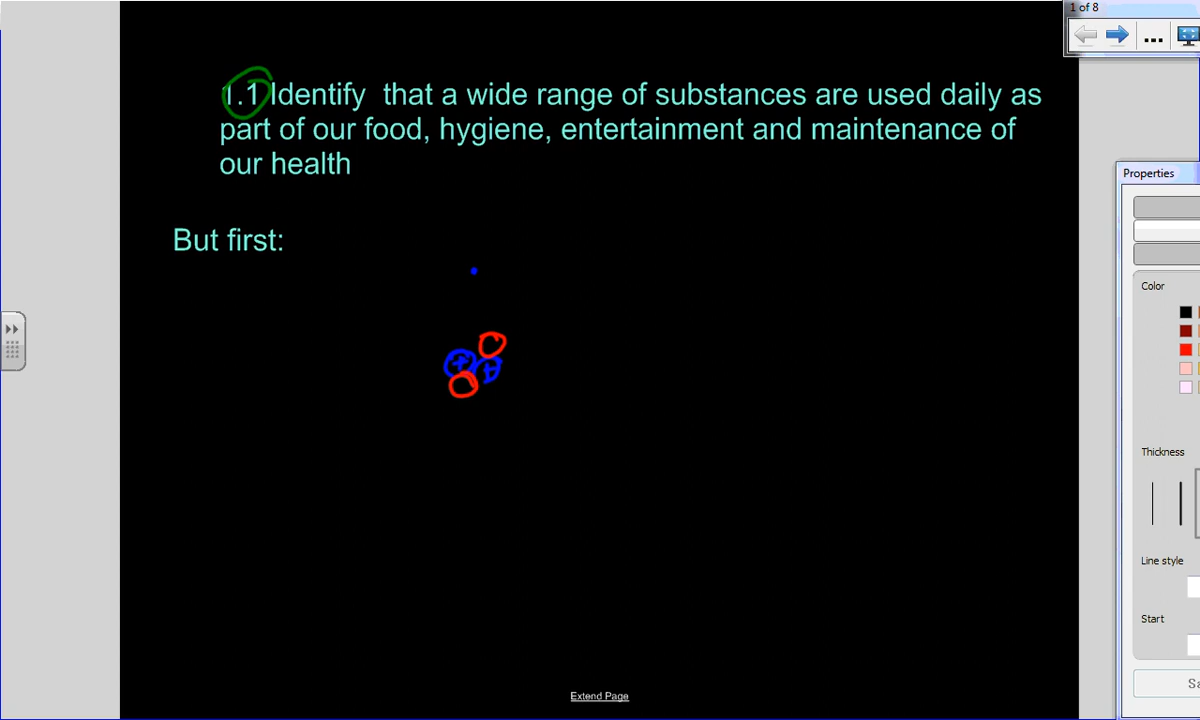 1 of 8
1.1 Identify  that a wide range of substances are used daily as
part of our food, hygiene, entertainment and maintenance of
our health
Properties
But first:
Color
+ +
Thickness
Line style
Start
Extend Page